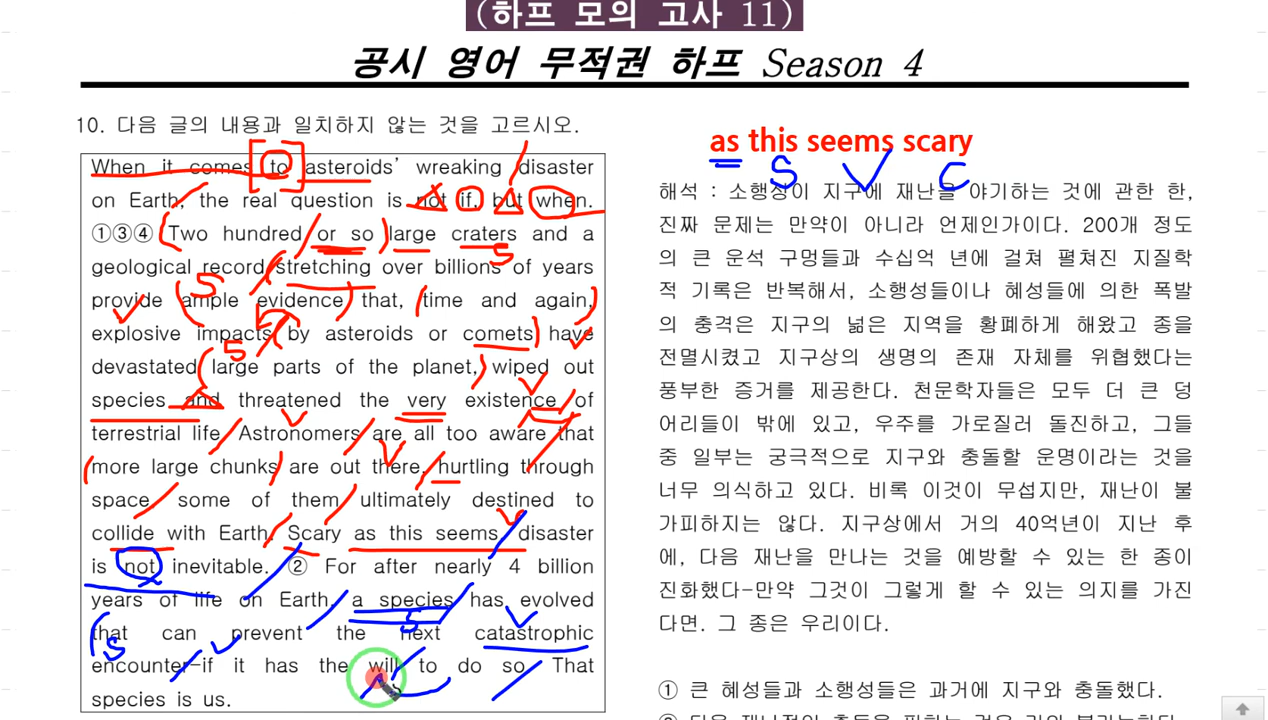 (하프 모의 고사 11)
공시 영어 무적권 하프 Season 4
10. 다음 글의 내용과 일치하지 않는 것을 고르시오.
When it comes to asteroids' wreaking disaster
on Earth, the real question is not if, but when.
①③④ Two hundred or so large craters and a
geological record stretching over billions of years
provide ample evidence that, time and again,
explosive impacts by asteroids or comets have
devastated large parts of the planet, wiped out
species and threatened the very existence of
terrestrial life. Astronomers are all too aware that
more large chunks are out there, hurtling through
space, some of them ultimately destined to
collide with Earth. Scary as this seems, disaster
is not inevitable. ② For after nearly 4 billion
years of life on Earth, a species has evolved
that can prevent the next catastrophic
encounter-if it has the will to do so. That
species is us.
as this seems scary
S V C
해석 : 소행성이 지구에 재난을 야기하는 것에 관한 한,
진짜 문제는 만약이 아니라 언제인가이다. 200개 정도
의 큰 운석 구멍들과 수십억 년에 걸쳐 펼쳐진 지질학
적 기록은 반복해서, 소행성들이나 혜성들에 의한 폭발
의 충격은 지구의 넓은 지역을 황폐하게 해왔고 종을
전멸시켰고 지구상의 생명의 존재 자체를 위협했다는
풍부한 증거를 제공한다. 천문학자들은 모두 더 큰 덩
어리들이 밖에 있고, 우주를 가로질러 돌진하고, 그들
중 일부는 궁극적으로 지구와 충돌할 운명이라는 것을
너무 의식하고 있다. 비록 이것이 무섭지만, 재난이 불
가피하지는 않다. 지구상에서 거의 40억년이 지난 후
에, 다음 재난을 만나는 것을 예방할 수 있는 한 종이
진화했다-만약 그것이 그렇게 할 수 있는 의지를 가진
다면. 그 종은 우리이다.
① 큰 혜성들과 소행성들은 과거에 지구와 충돌했다.